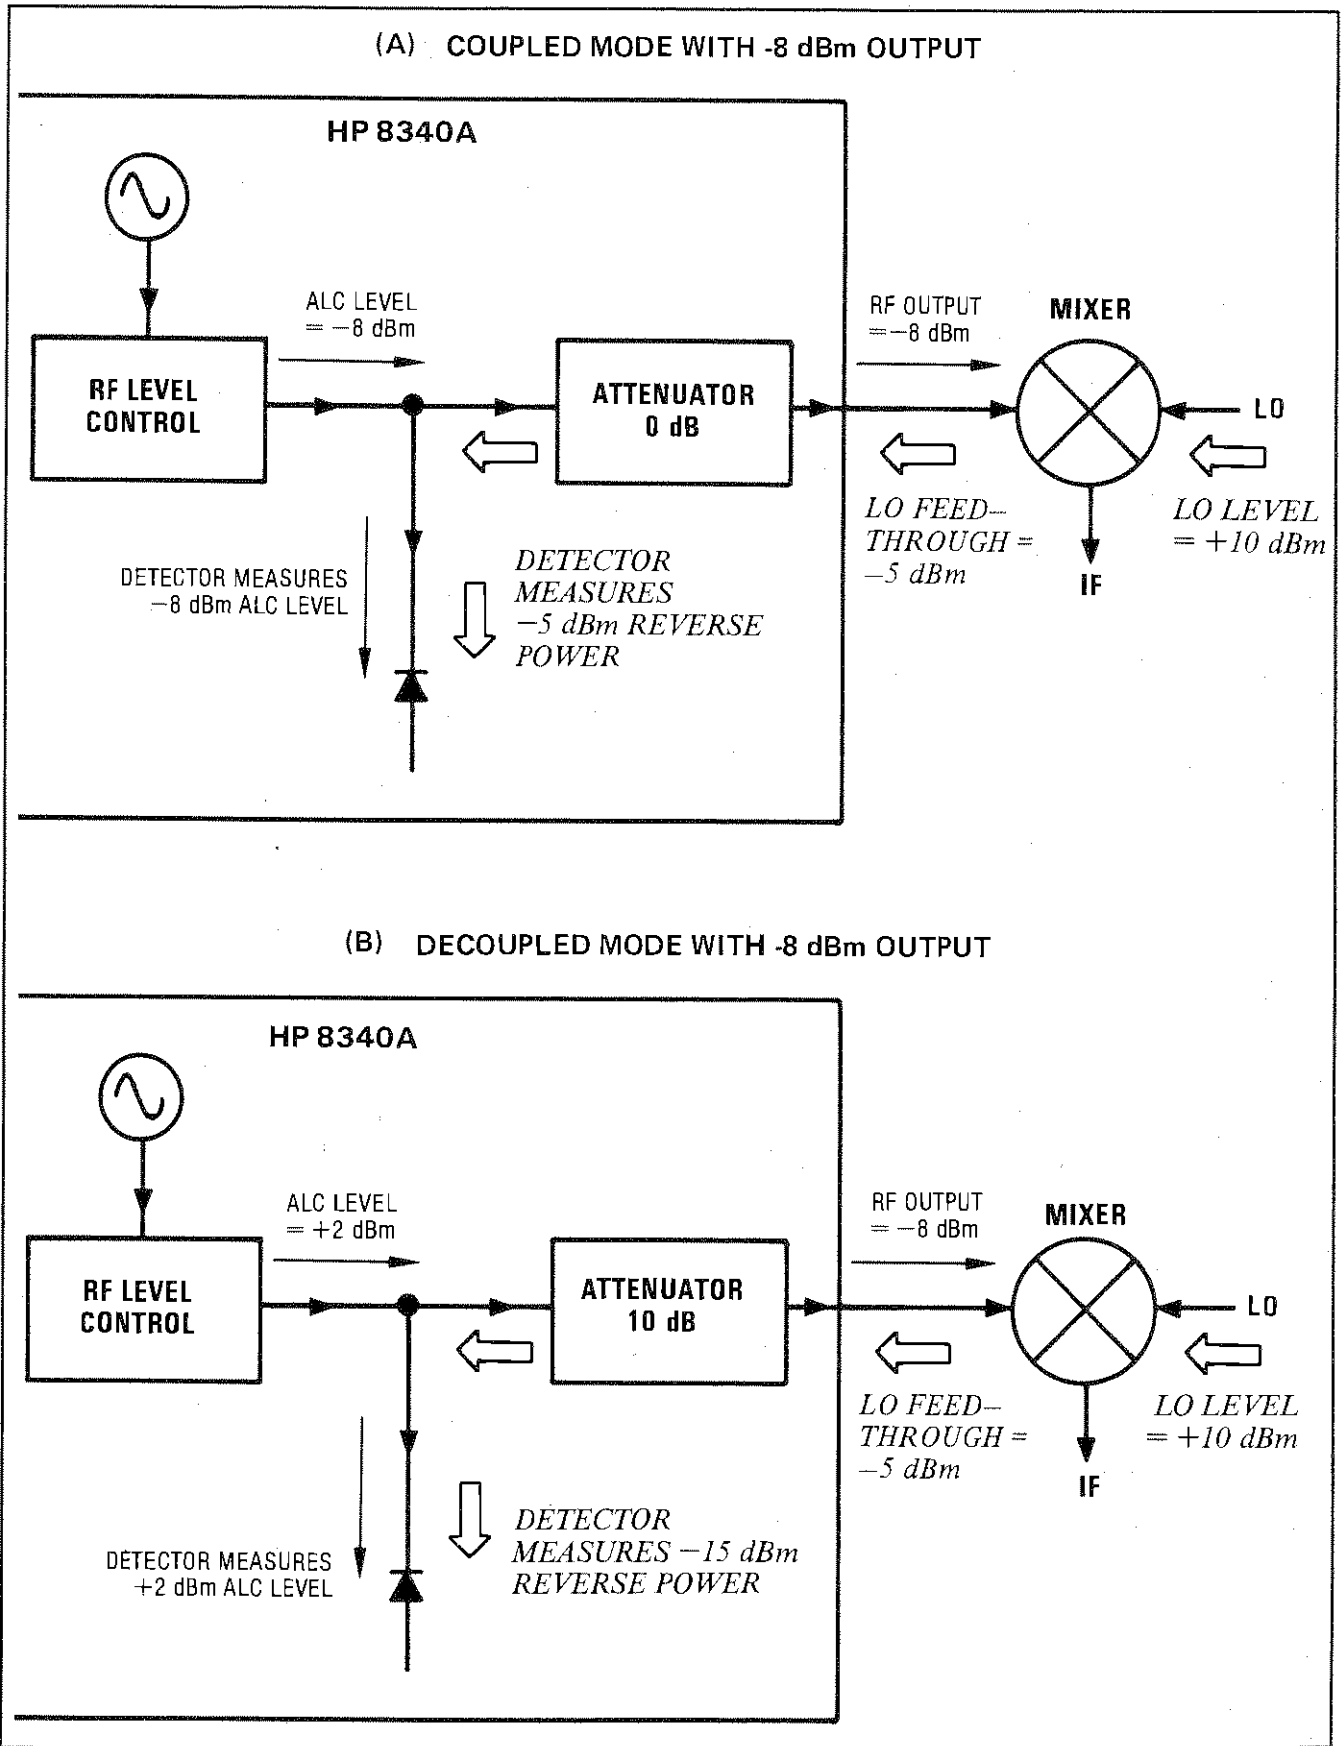 (A) COUPLED MODE WITH -8 dBm OUTPUT
HP 8340A
ALC LEVEL
= −8 dBm
RF OUTPUT
= −8 dBm
MIXER
RF LEVEL
CONTROL
ATTENUATOR
0 dB
LO
LO FEED–
THROUGH =
−5 dBm
LO LEVEL
= +10 dBm
DETECTOR MEASURES
−8 dBm ALC LEVEL
DETECTOR
MEASURES
−5 dBm REVERSE
POWER
IF
(B) DECOUPLED MODE WITH -8 dBm OUTPUT
HP 8340A
ALC LEVEL
= +2 dBm
RF OUTPUT
= −8 dBm
MIXER
RF LEVEL
CONTROL
ATTENUATOR
10 dB
LO
LO FEED–
THROUGH =
−5 dBm
LO LEVEL
= +10 dBm
IF
DETECTOR MEASURES
+2 dBm ALC LEVEL
DETECTOR
MEASURES −15 dBm
REVERSE POWER